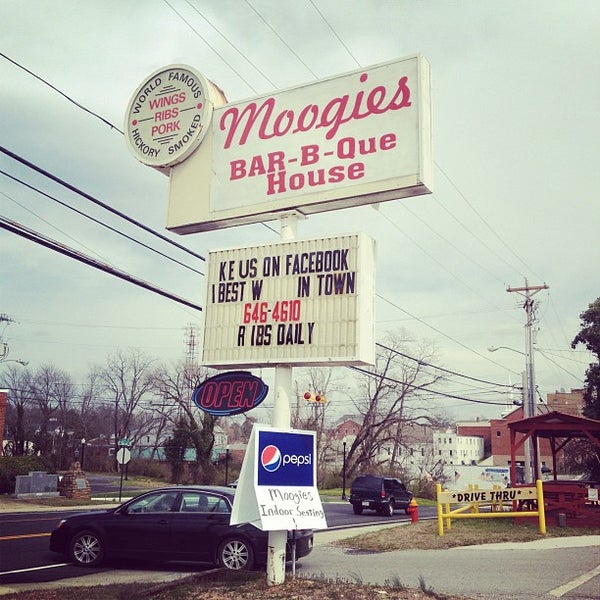 WORLD FAMOUS
WINGS
RIBS
PORK
HICKORY SMOKED
Moogies
BAR-B-Que
House
KE US ON FACEBOOK
1 BEST W IN TOWN
646-4610
R IBS DAILY
OPEN
pepsi
Moogies
Indoor Seating
*DRIVE THRU*